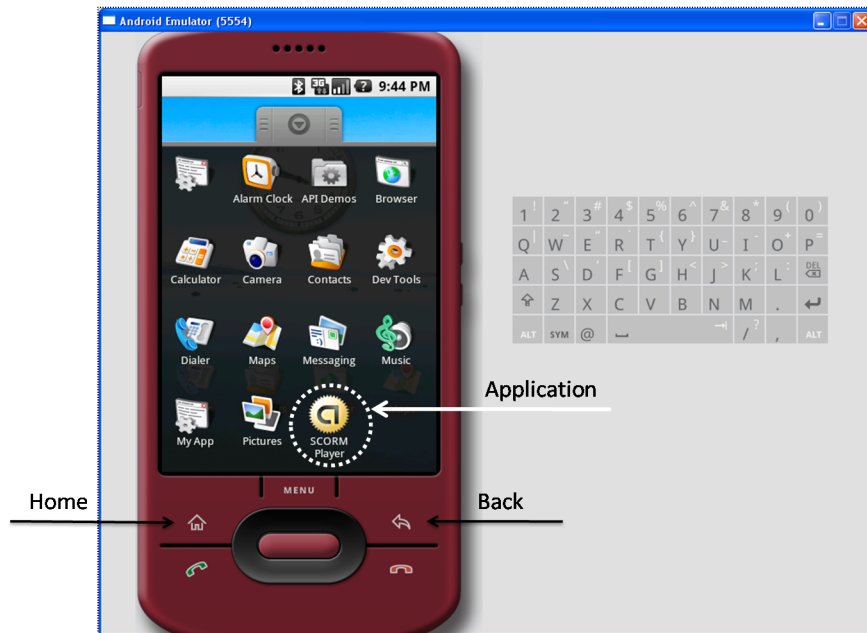 Android Emulator (5554)
3G 9:44 PM
Alarm Clock API Demos Browser
Calculator Camera Contacts Dev Tools
Dialer Maps Messaging Music
My App Pictures SCORM
Player
Application
MENU
Home
Back
1 ! 2 " 3 # 4 $ 5 % 6 ^ 7 & 8 * 9 ( 0 )
Q | W ~ E " R ` T { Y } U _ I - O + P =
A S \ D ' F [ G ] H < J > K ; L : DEL
Z X C V B N M .
ALT SYM @ / ? , ALT